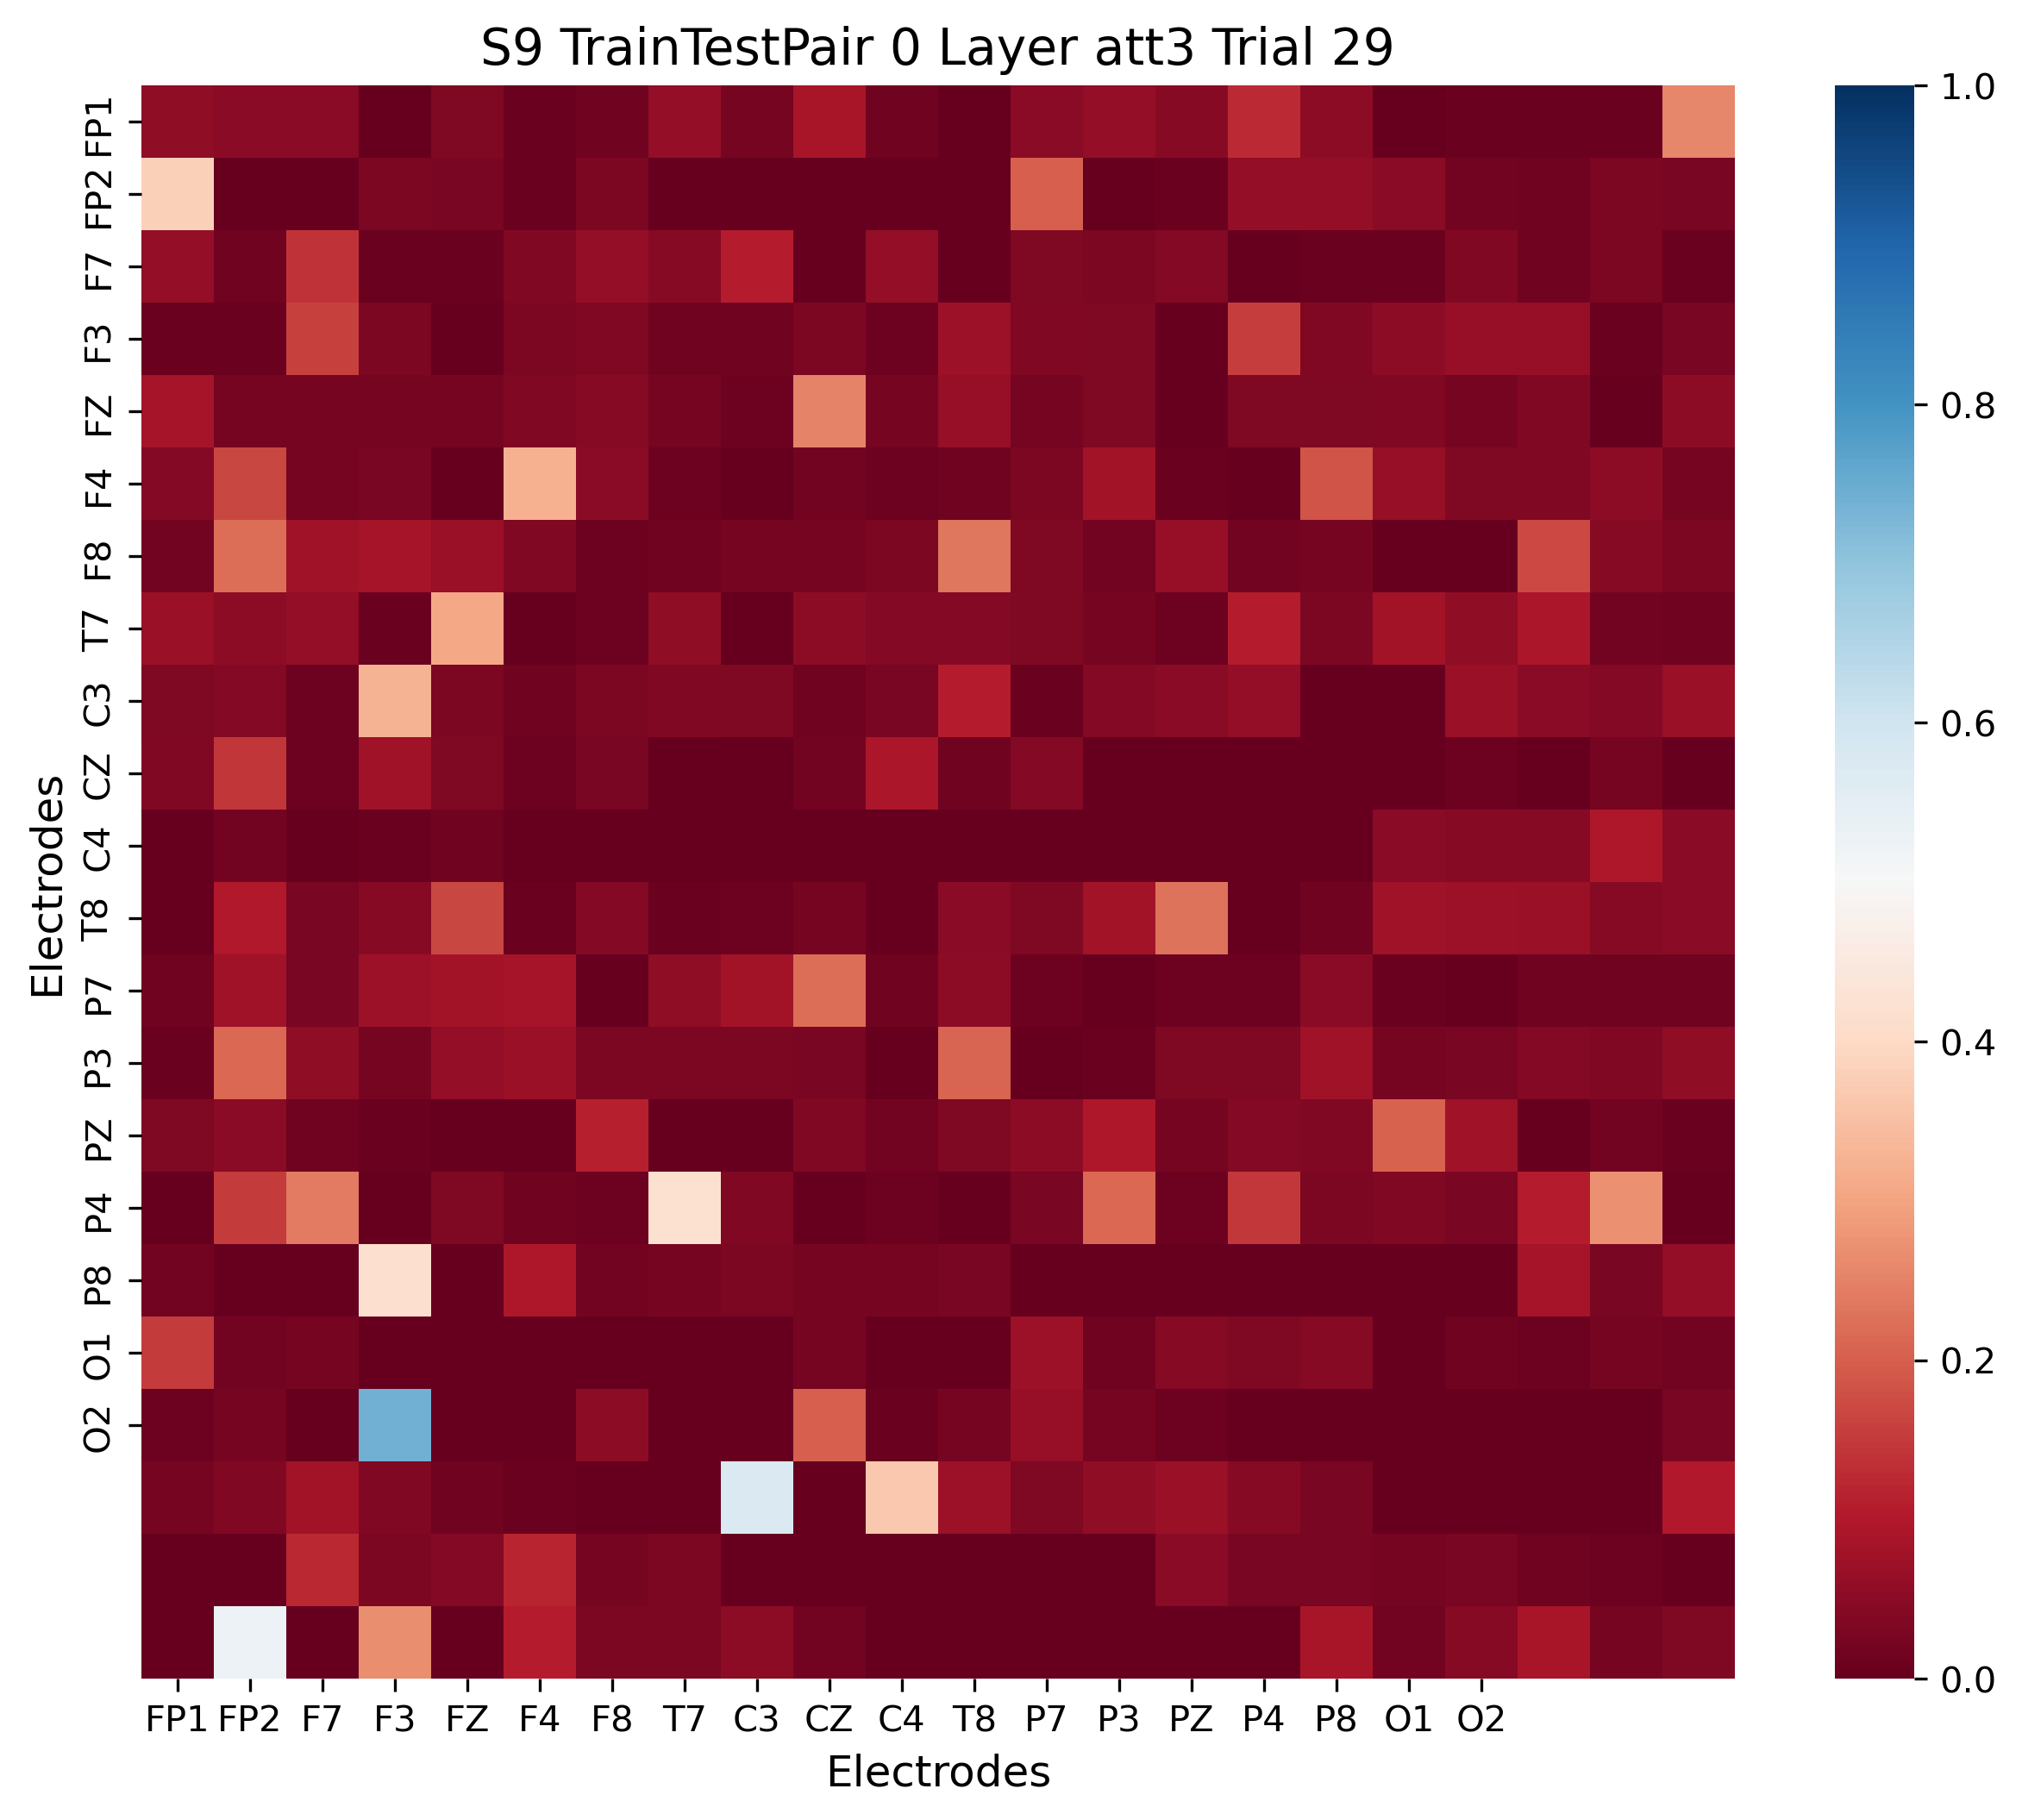 S9 TrainTestPair 0 Layer att3 Trial 29
Electrodes
FP1
FP2
F7
F3
FZ
F4
F8
T7
C3
CZ
C4
T8
P7
P3
PZ
P4
P8
O1
O2
FP1 FP2 F7 F3 FZ F4 F8 T7 C3 CZ C4 T8 P7 P3 PZ P4 P8 O1 O2
Electrodes
1.0
0.8
0.6
0.4
0.2
0.0